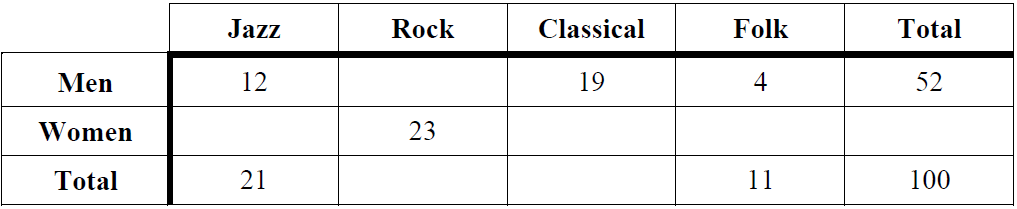 Jazz Rock Classical Folk Total
Men 12 19 4 52
Women 23
Total 21 11 100